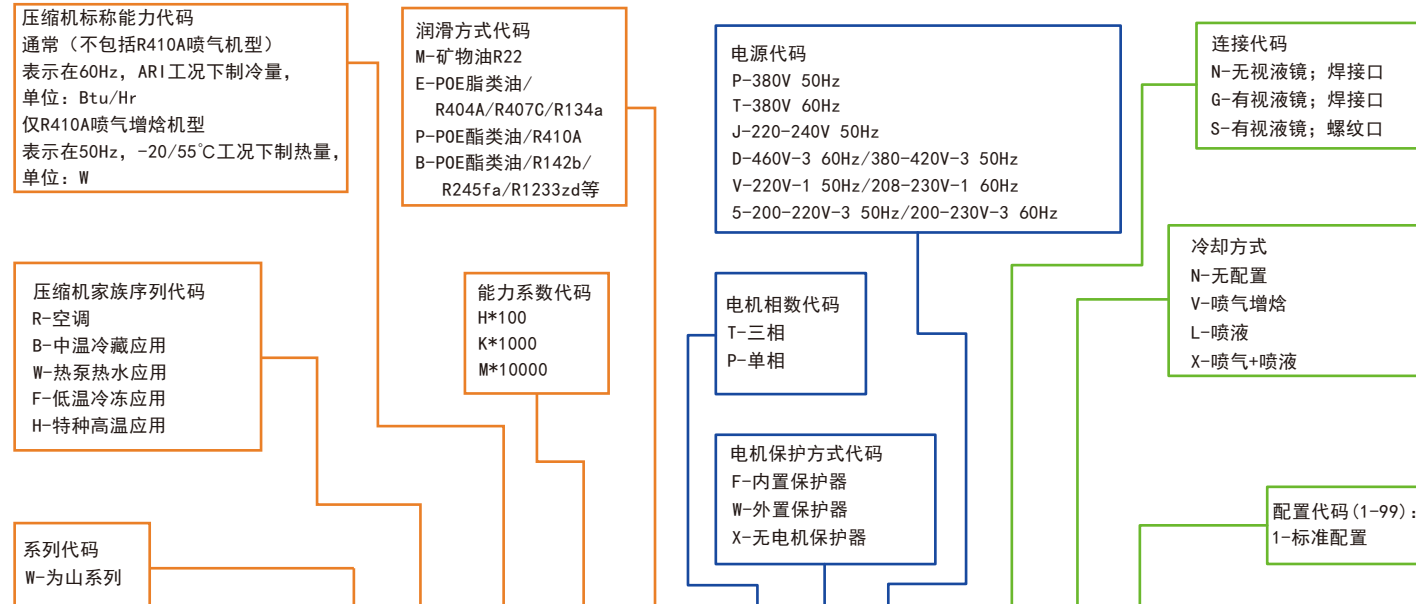 压缩机标称能力代码
通常（不包括R410A喷气机型）
表示在60Hz，ARI工况下制冷量，
单位：Btu/Hr
仅R410A喷气增焓机型
表示在50Hz，-20/55℃工况下制热量，
单位：W
润滑方式代码
M-矿物油R22
E-POE脂类油/
R404A/R407C/R134a
P-POE酯类油/R410A
B-POE酯类油/R142b/
R245fa/R1233zd等
电源代码
P-380V 50Hz
T-380V 60Hz
J-220-240V 50Hz
D-460V-3 60Hz/380-420V-3 50Hz
V-220V-1 50Hz/208-230V-1 60Hz
5-200-220V-3 50Hz/200-230V-3 60Hz
连接代码
N-无视液镜；焊接口
G-有视液镜；焊接口
S-有视液镜；螺纹口
压缩机家族序列代码
R-空调
B-中温冷藏应用
W-热泵热水应用
F-低温冷冻应用
H-特种高温应用
能力系数代码
H*100
K*1000
M*10000
电机相数代码
T-三相
P-单相
冷却方式
N-无配置
V-喷气增焓
L-喷液
X-喷气+喷液
电机保护方式代码
F-内置保护器
W-外置保护器
X-无电机保护器
配置代码(1-99)：
1-标准配置
系列代码
W-为山系列